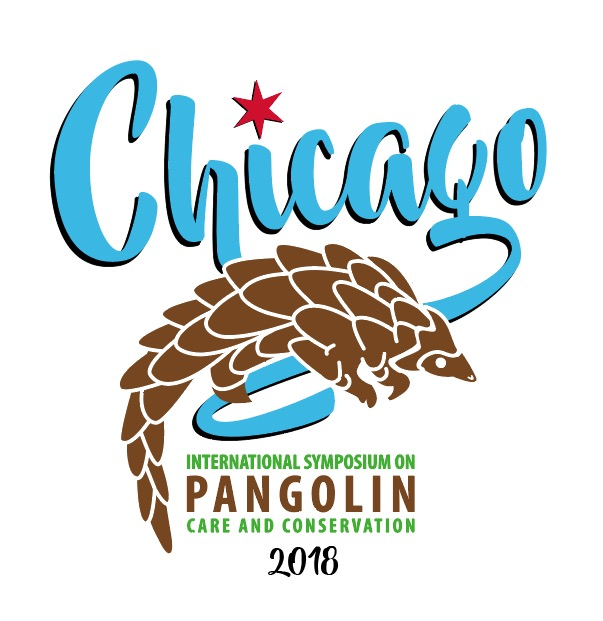 Chicago
INTERNATIONAL SYMPOSIUM ON
PANGOLIN
CARE AND CONSERVATION
2018